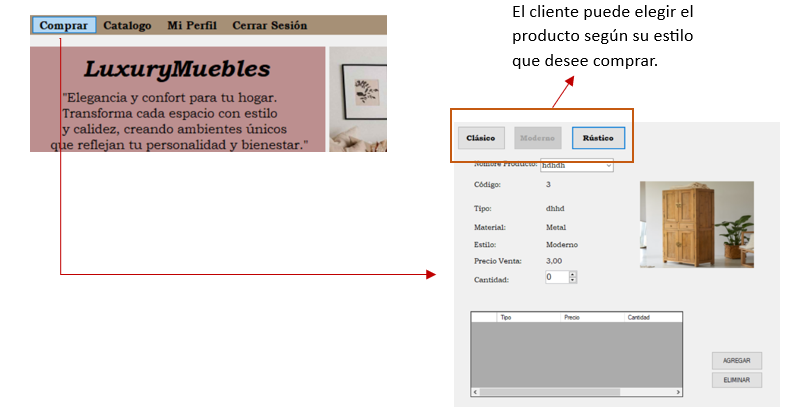 El cliente puede elegir el
producto según su estilo
que desee comprar.
Comprar Catalogo Mi Perfil Cerrar Sesión
LuxuryMuebles
"Elegancia y confort para tu hogar.
Transforma cada espacio con estilo
y calidez, creando ambientes únicos
que reflejan tu personalidad y bienestar."
Clásico Moderno Rústico
Nombre Producto: hdhdh
Código: 3
Tipo: dhhd
Material: Metal
Estilo: Moderno
Precio Venta: 3,00
Cantidad: 0
Tipo Precio Cantidad
AGREGAR
ELIMINAR